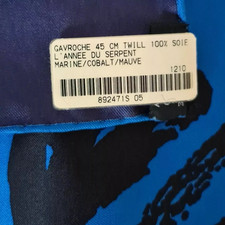 GAVROCHE 45 CM TWILL 100% SOIE
L'ANNEE DU SERPENT
MARINE/COBALT/MAUVE
1210
892471S 05